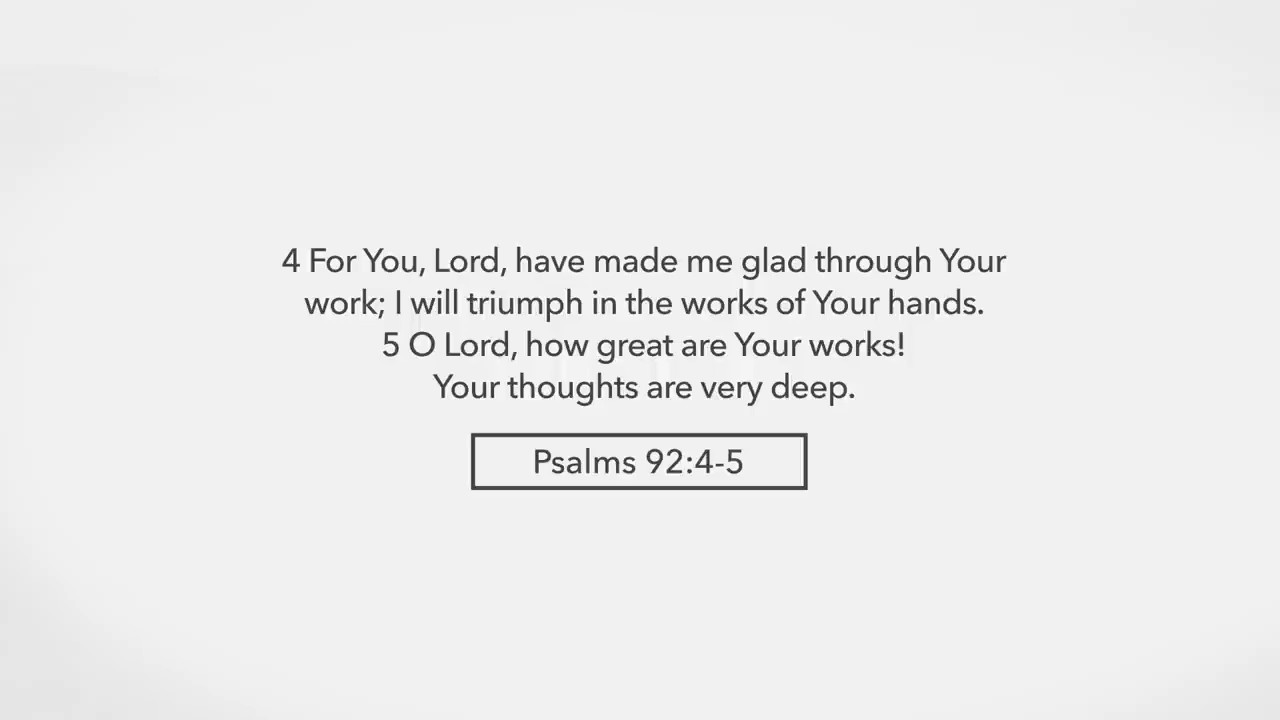 4 For You, Lord, have made me glad through Your
work; I will triumph in the works of Your hands.
5 O Lord, how great are Your works!
Your thoughts are very deep.
Psalms 92:4-5